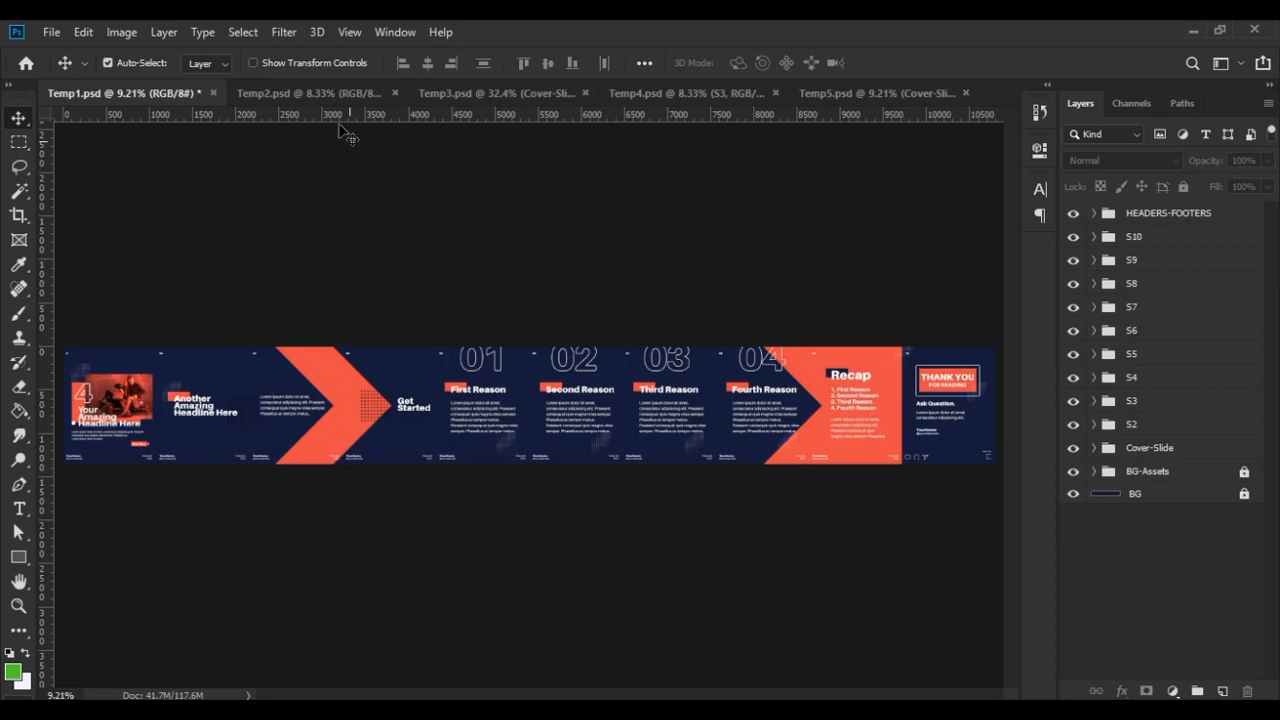 Ps File Edit Image Layer Type Select Filter 3D View Window Help
Auto-Select: Layer Show Transform Controls 3D Mode:
Temp1.psd @ 9.21% (RGB/8#) * Temp2.psd @ 8.33% (RGB/8... Temp3.psd @ 32.4% (Cover-Sli... Temp4.psd @ 8.33% (S3, RGB/... Temp5.psd @ 9.21% (Cover-Sli...
0 500 1000 1500 2000 2500 3000 3500 4000 4500 5000 5500 6000 6500 7000 7500 8000 8500 9000 9500 10000 10500
Layers Channels Paths
Kind
Normal Opacity: 100%
Lock: Fill: 100%
HEADERS-FOOTERS
S10
S9
S8
S7
S6
S5
S4
S3
S2
Cover-Slide
BG-Assets
BG
4
Your
Amazing
Headline Here
Another
Amazing
Headline Here
Get
Started
01
First Reason
02
Second Reason
03
Third Reason
04
Fourth Reason
Recap
1. First Reason
2. Second Reason
3. Third Reason
4. Fourth Reason
THANK YOU
FOR READING
Ask Question.
9.21% Doc: 41.7M/117.6M